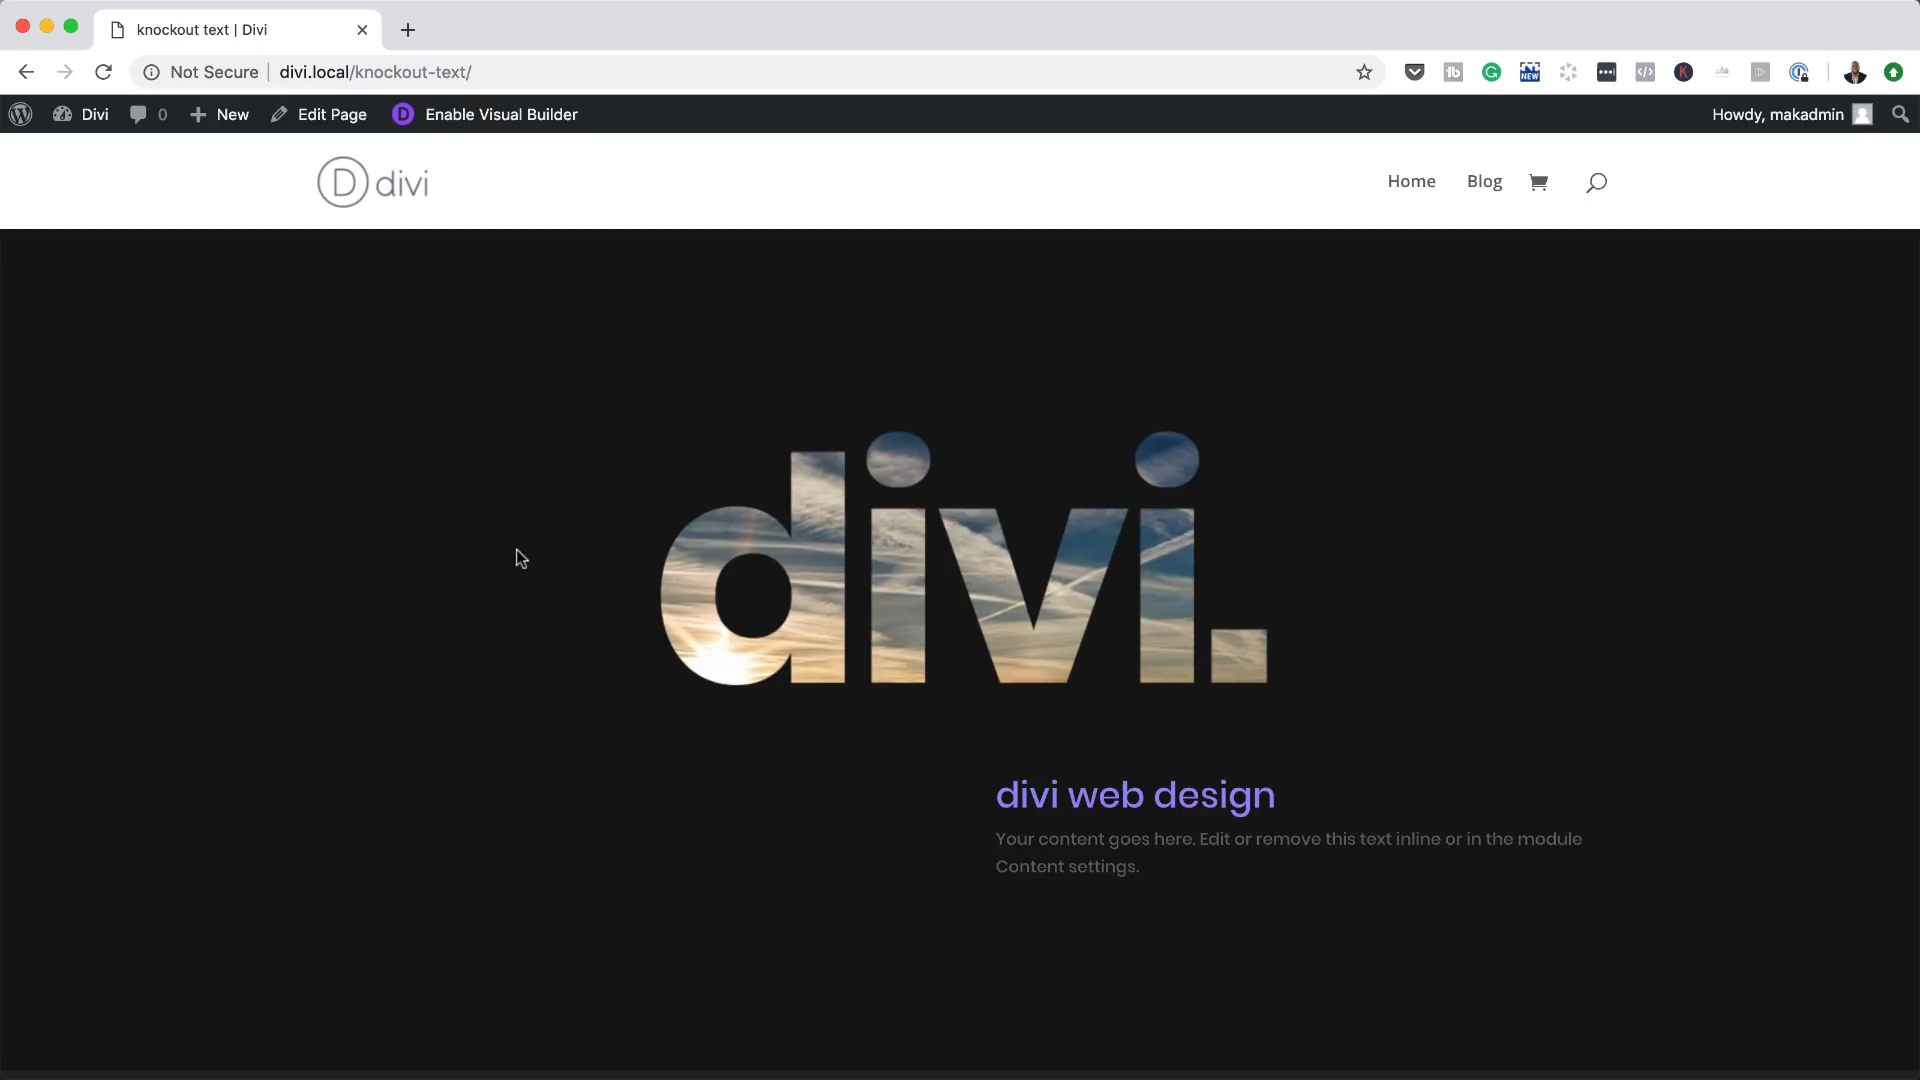 knockout text | Divi
Not Secure | divi.local/knockout-text/
Divi 0 New Edit Page D Enable Visual Builder Howdy, makadmin
D divi Home Blog
divi.
divi web design
Your content goes here. Edit or remove this text inline or in the module
Content settings.